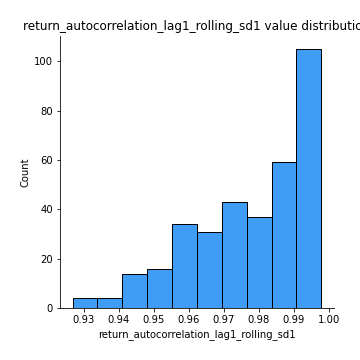 return_autocorrelation_lag1_rolling_sd1 value distributio
100
80
60
40
20
0
Count
0.93 0.94 0.95 0.96 0.97 0.98 0.99 1.00
return_autocorrelation_lag1_rolling_sd1